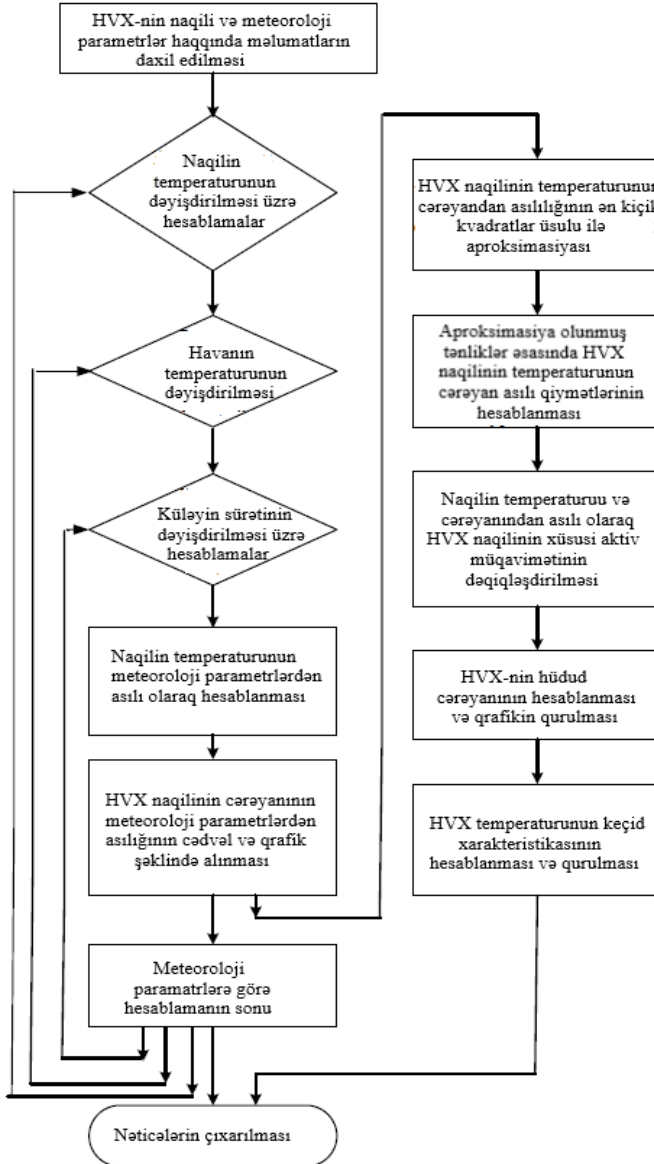 HVX-nin naqili və meteoroloji
parametrlər haqqında məlumatların
daxil edilməsi
Naqilin
temperaturunun
dəyişdirilməsi üzrə
hesablamalar
Havanın
temperaturunun
dəyişdirilməsi
Küləyin sürətinin
dəyişdirilməsi üzrə
hesablamalar
Naqilin temperaturunun
meteoroloji parametrlərdən
asılı olaraq hesablanması
HVX naqilinin cərəyanının
meteoroloji parametrlərdən
asılığının cədvəl və qrafik
şəklində alınması
Meteoroloji
paramatrlərə görə
hesablamanın sonu
HVX naqilinin temperaturunun
cərəyandan asılılığının ən kiçik
kvadratlar üsulu ilə
aproksimasiyası
Aproksimasiya olunmuş
tənliklər əsasında HVX
naqilinin temperaturunun
cərəyan asılı qiymətlərinin
hesablanması
Naqilin temperaturuu və
cərəyanından asılı olaraq
HVX naqilinin xüsusi aktiv
müqavimətinin
dəqiqləşdirilməsi
HVX-nin hüdud
cərəyanının hesablanması
və qrafikin qurulması
HVX temperaturunun keçid
xarakteristikasının
hesablanması və qurulması
Nəticələrin çıxarılması